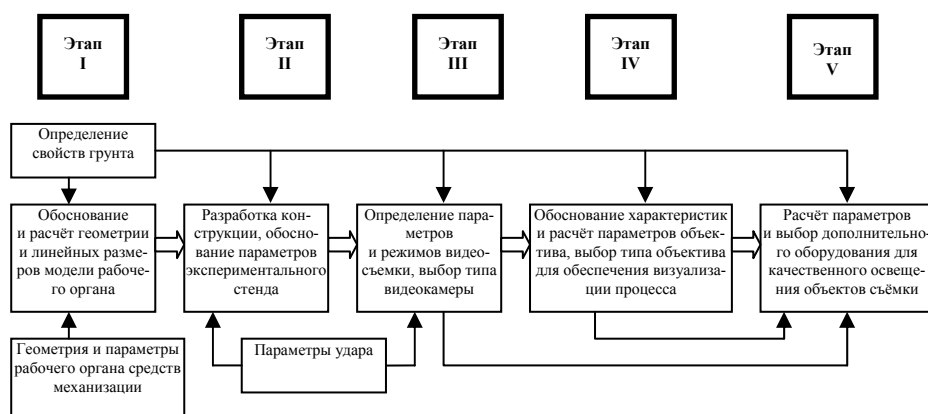 Этап
I
Этап
II
Этап
III
Этап
IV
Этап
V
Определение
свойств грунта
Обоснование
и расчёт геометрии
и линейных разме-
ров модели рабоче-
го органа
Разработка кон-
струкции, обосно-
вание параметров
экспериментального
стенда
Определение пара-
метров
и режимов видео-
съемки, выбор типа
видеокамеры
Обоснование характеристик
и расчёт параметров объек-
тива, выбор типа объектива
для обеспечения визуализа-
ции процесса
Расчёт параметров
и выбор дополнительно-
го оборудования для
качественного освеще-
ния объектов съёмки
Геометрия и параметры
рабочего органа средств
механизации
Параметры удара